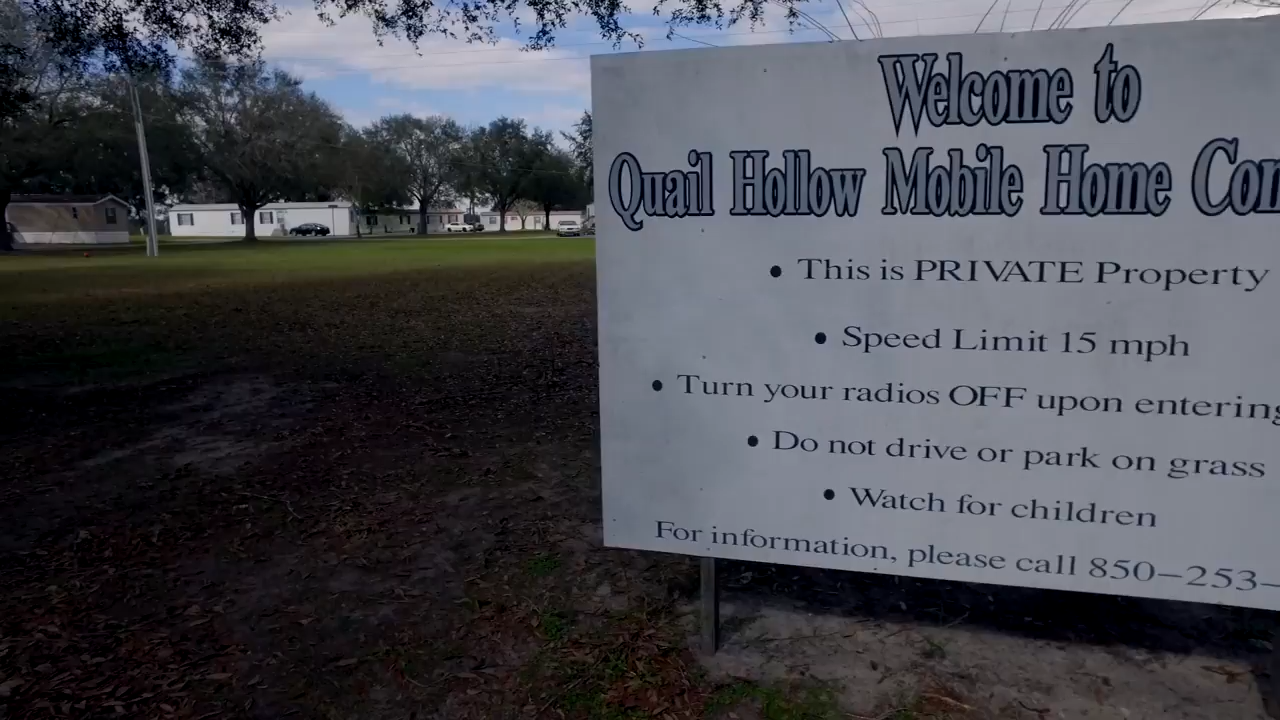 Welcome to
Quail Hollow Mobile Home
• This is PRIVATE Property
• Speed Limit 15 mph
• Turn your radios OFF upon entering
• Do not drive or park on grass
• Watch for children
For information, please call 850-253-